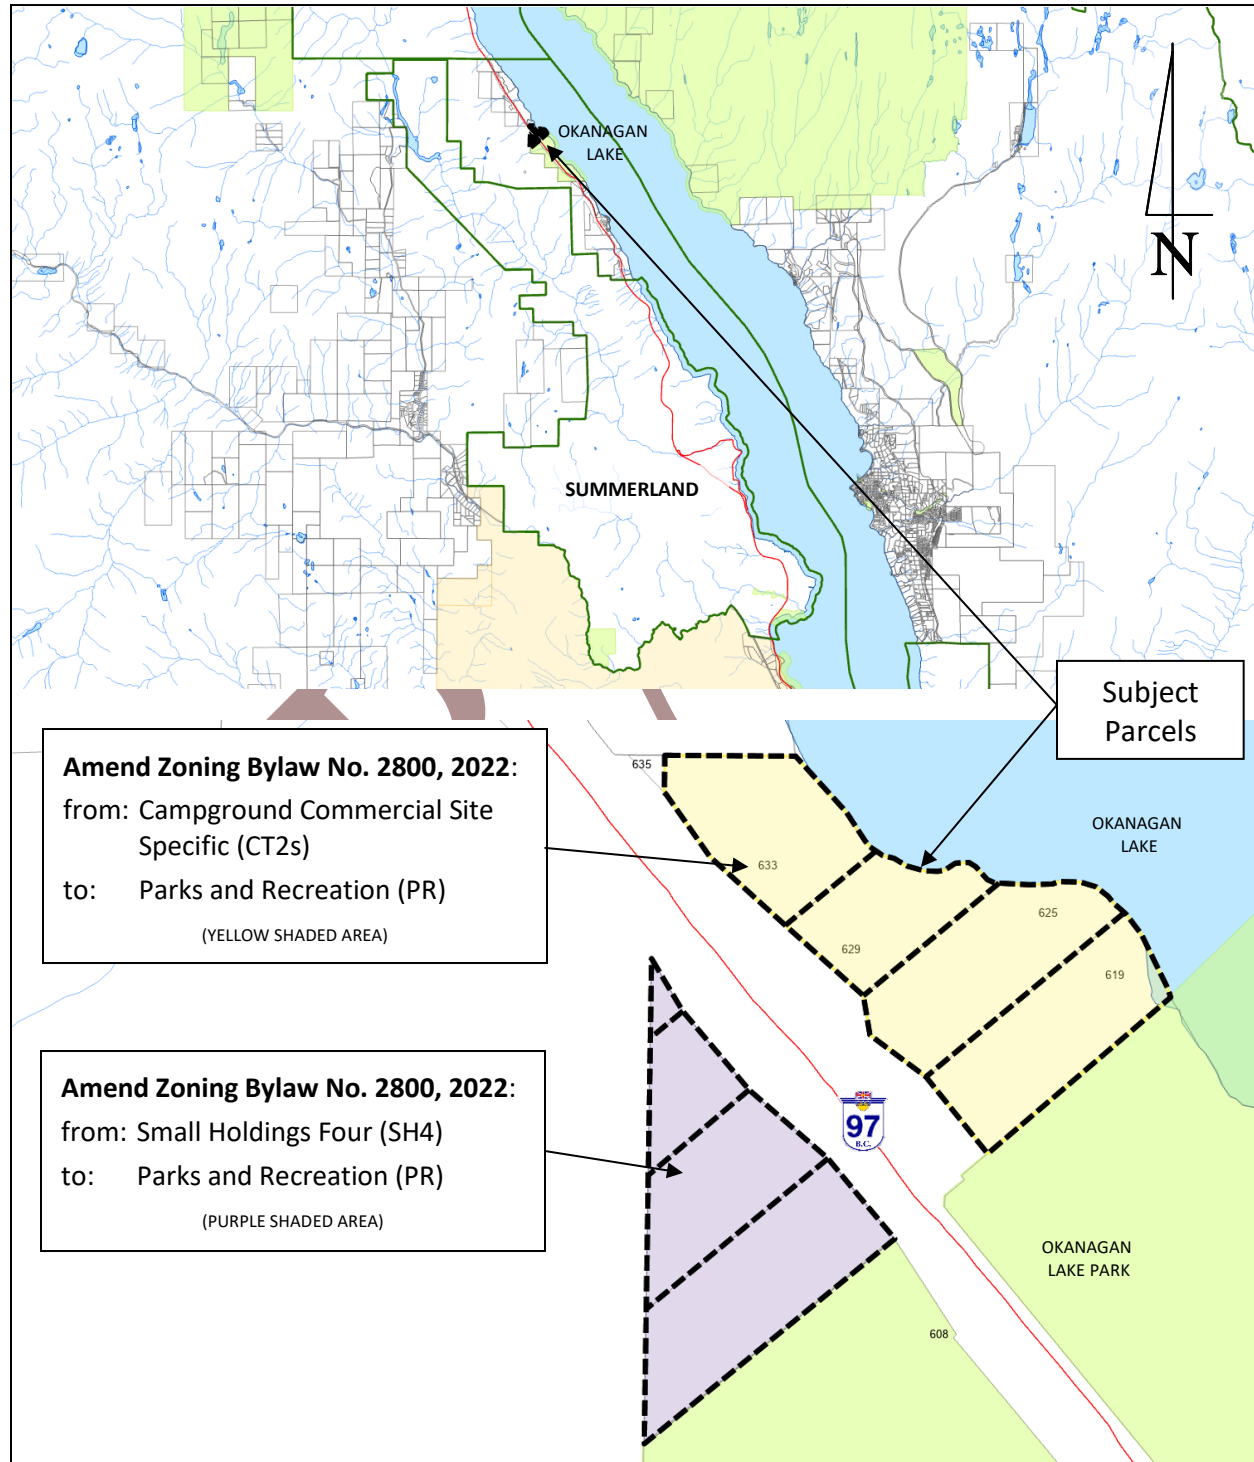 OKANAGAN
LAKE
N
SUMMERLAND
Subject
Parcels
Amend Zoning Bylaw No. 2800, 2022:
from: Campground Commercial Site
Specific (CT2s)
to: Parks and Recreation (PR)
(YELLOW SHADED AREA)
635
633
629
625
619
OKANAGAN
LAKE
Amend Zoning Bylaw No. 2800, 2022:
from: Small Holdings Four (SH4)
to: Parks and Recreation (PR)
(PURPLE SHADED AREA)
97
B.C.
OKANAGAN
LAKE PARK
608